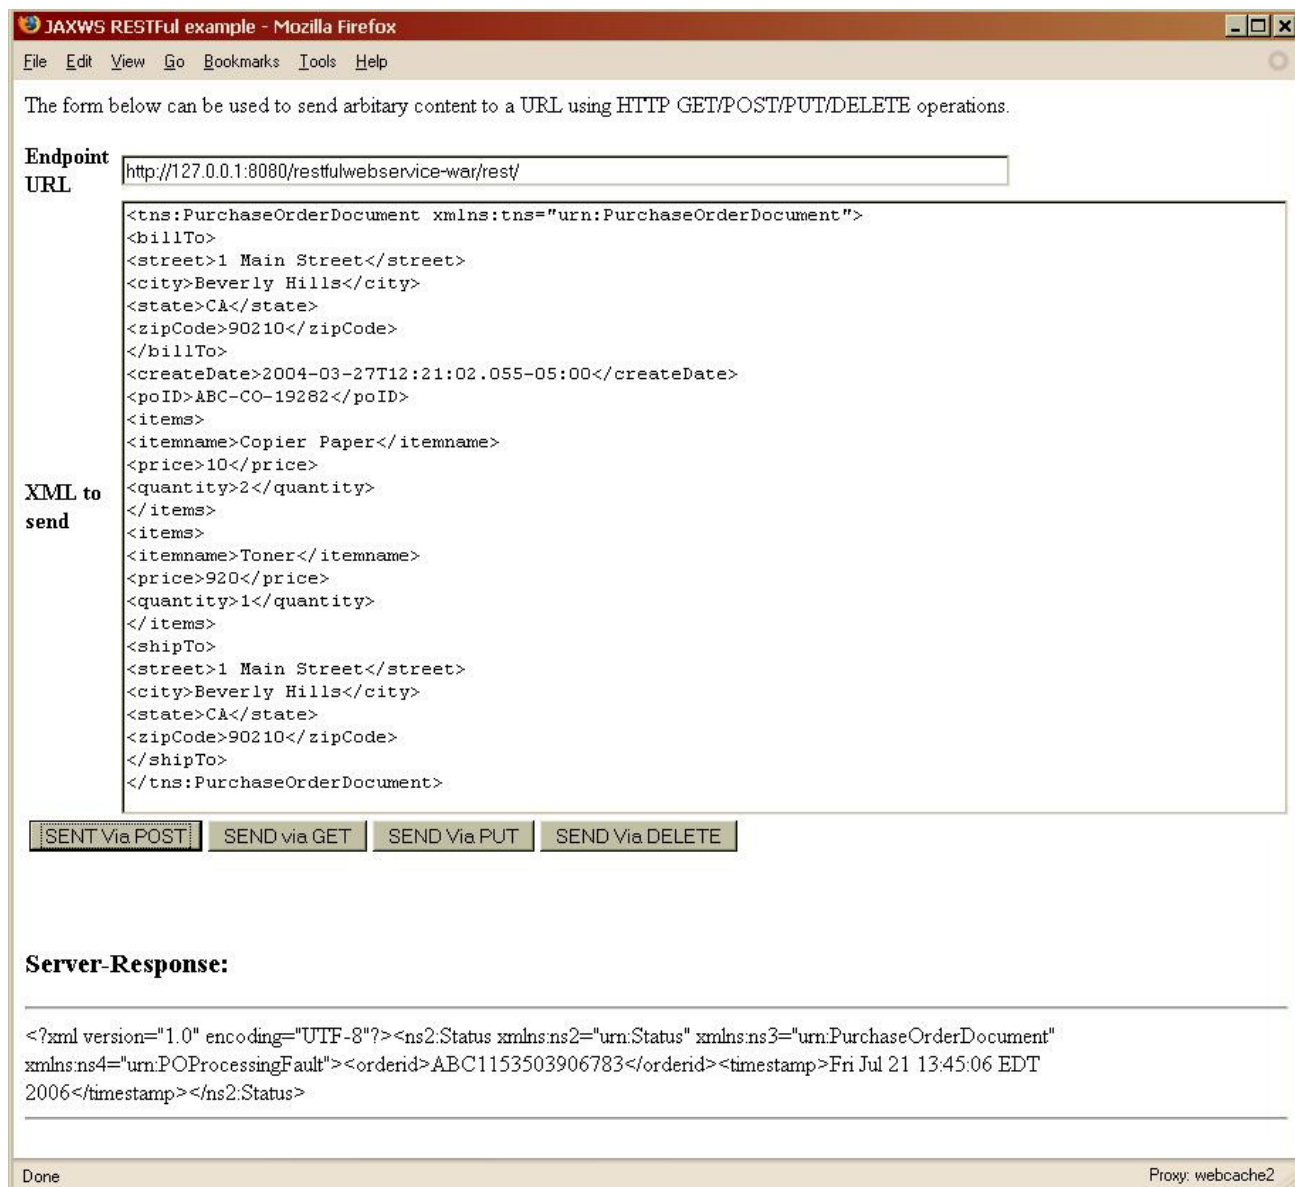 JAXWS RESTFul example - Mozilla Firefox
File Edit View Go Bookmarks Tools Help
The form below can be used to send arbitary content to a URL using HTTP GET/POST/PUT/DELETE operations.
Endpoint
URL
http://127.0.0.1:8080/restfulwebservice-war/rest/
<tns:PurchaseOrderDocument xmlns:tns="urn:PurchaseOrderDocument">
<billTo>
<street>1 Main Street</street>
<city>Beverly Hills</city>
<state>CA</state>
<zipCode>90210</zipCode>
</billTo>
<createDate>2004-03-27T12:21:02.055-05:00</createDate>
<poID>ABC-CO-19282</poID>
<items>
<itemname>Copier Paper</itemname>
<price>10</price>
XML to
send
<quantity>2</quantity>
</items>
<items>
<itemname>Toner</itemname>
<price>920</price>
<quantity>1</quantity>
</items>
<shipTo>
<street>1 Main Street</street>
<city>Beverly Hills</city>
<state>CA</state>
<zipCode>90210</zipCode>
</shipTo>
</tns:PurchaseOrderDocument>
SENT Via POST SEND via GET SEND Via PUT SEND Via DELETE
Server-Response:
<?xml version="1.0" encoding="UTF-8"?><ns2:Status xmlns:ns2="urn:Status" xmlns:ns3="urn:PurchaseOrderDocument"
xmlns:ns4="urn:POProcessingFault"><orderid>ABC1153503906783</orderid><timestamp>Fri Jul 21 13:45:06 EDT
2006</timestamp></ns2:Status>
Done Proxy: webcache2